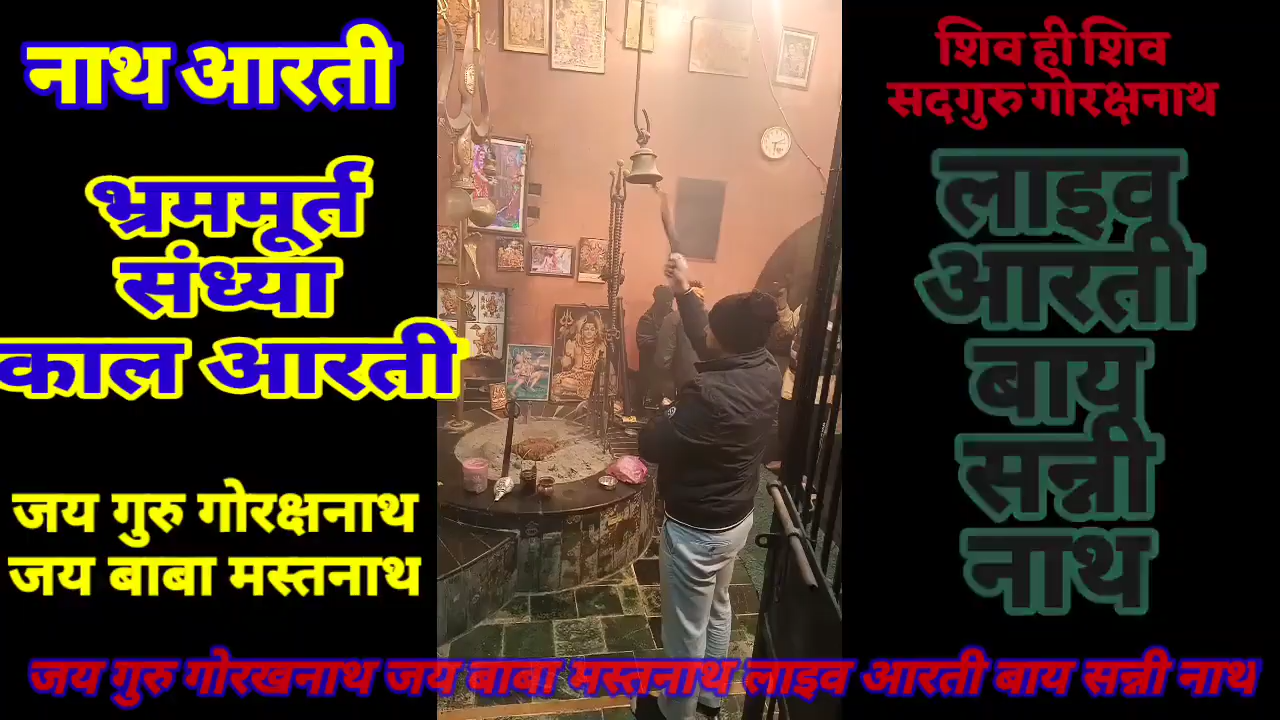 नाथ आरती
भ्रममूर्त
संध्या
काल आरती
जय गुरु गोरक्षनाथ
जय बाबा मस्तनाथ
शिव ही शिव
सदगुरु गोरक्षनाथ
लाइव
आरती
बाय
सन्नी
नाथ
जय गुरु गोरखनाथ जय बाबा मस्तनाथ लाइव आरती बाय सन्नी नाथ